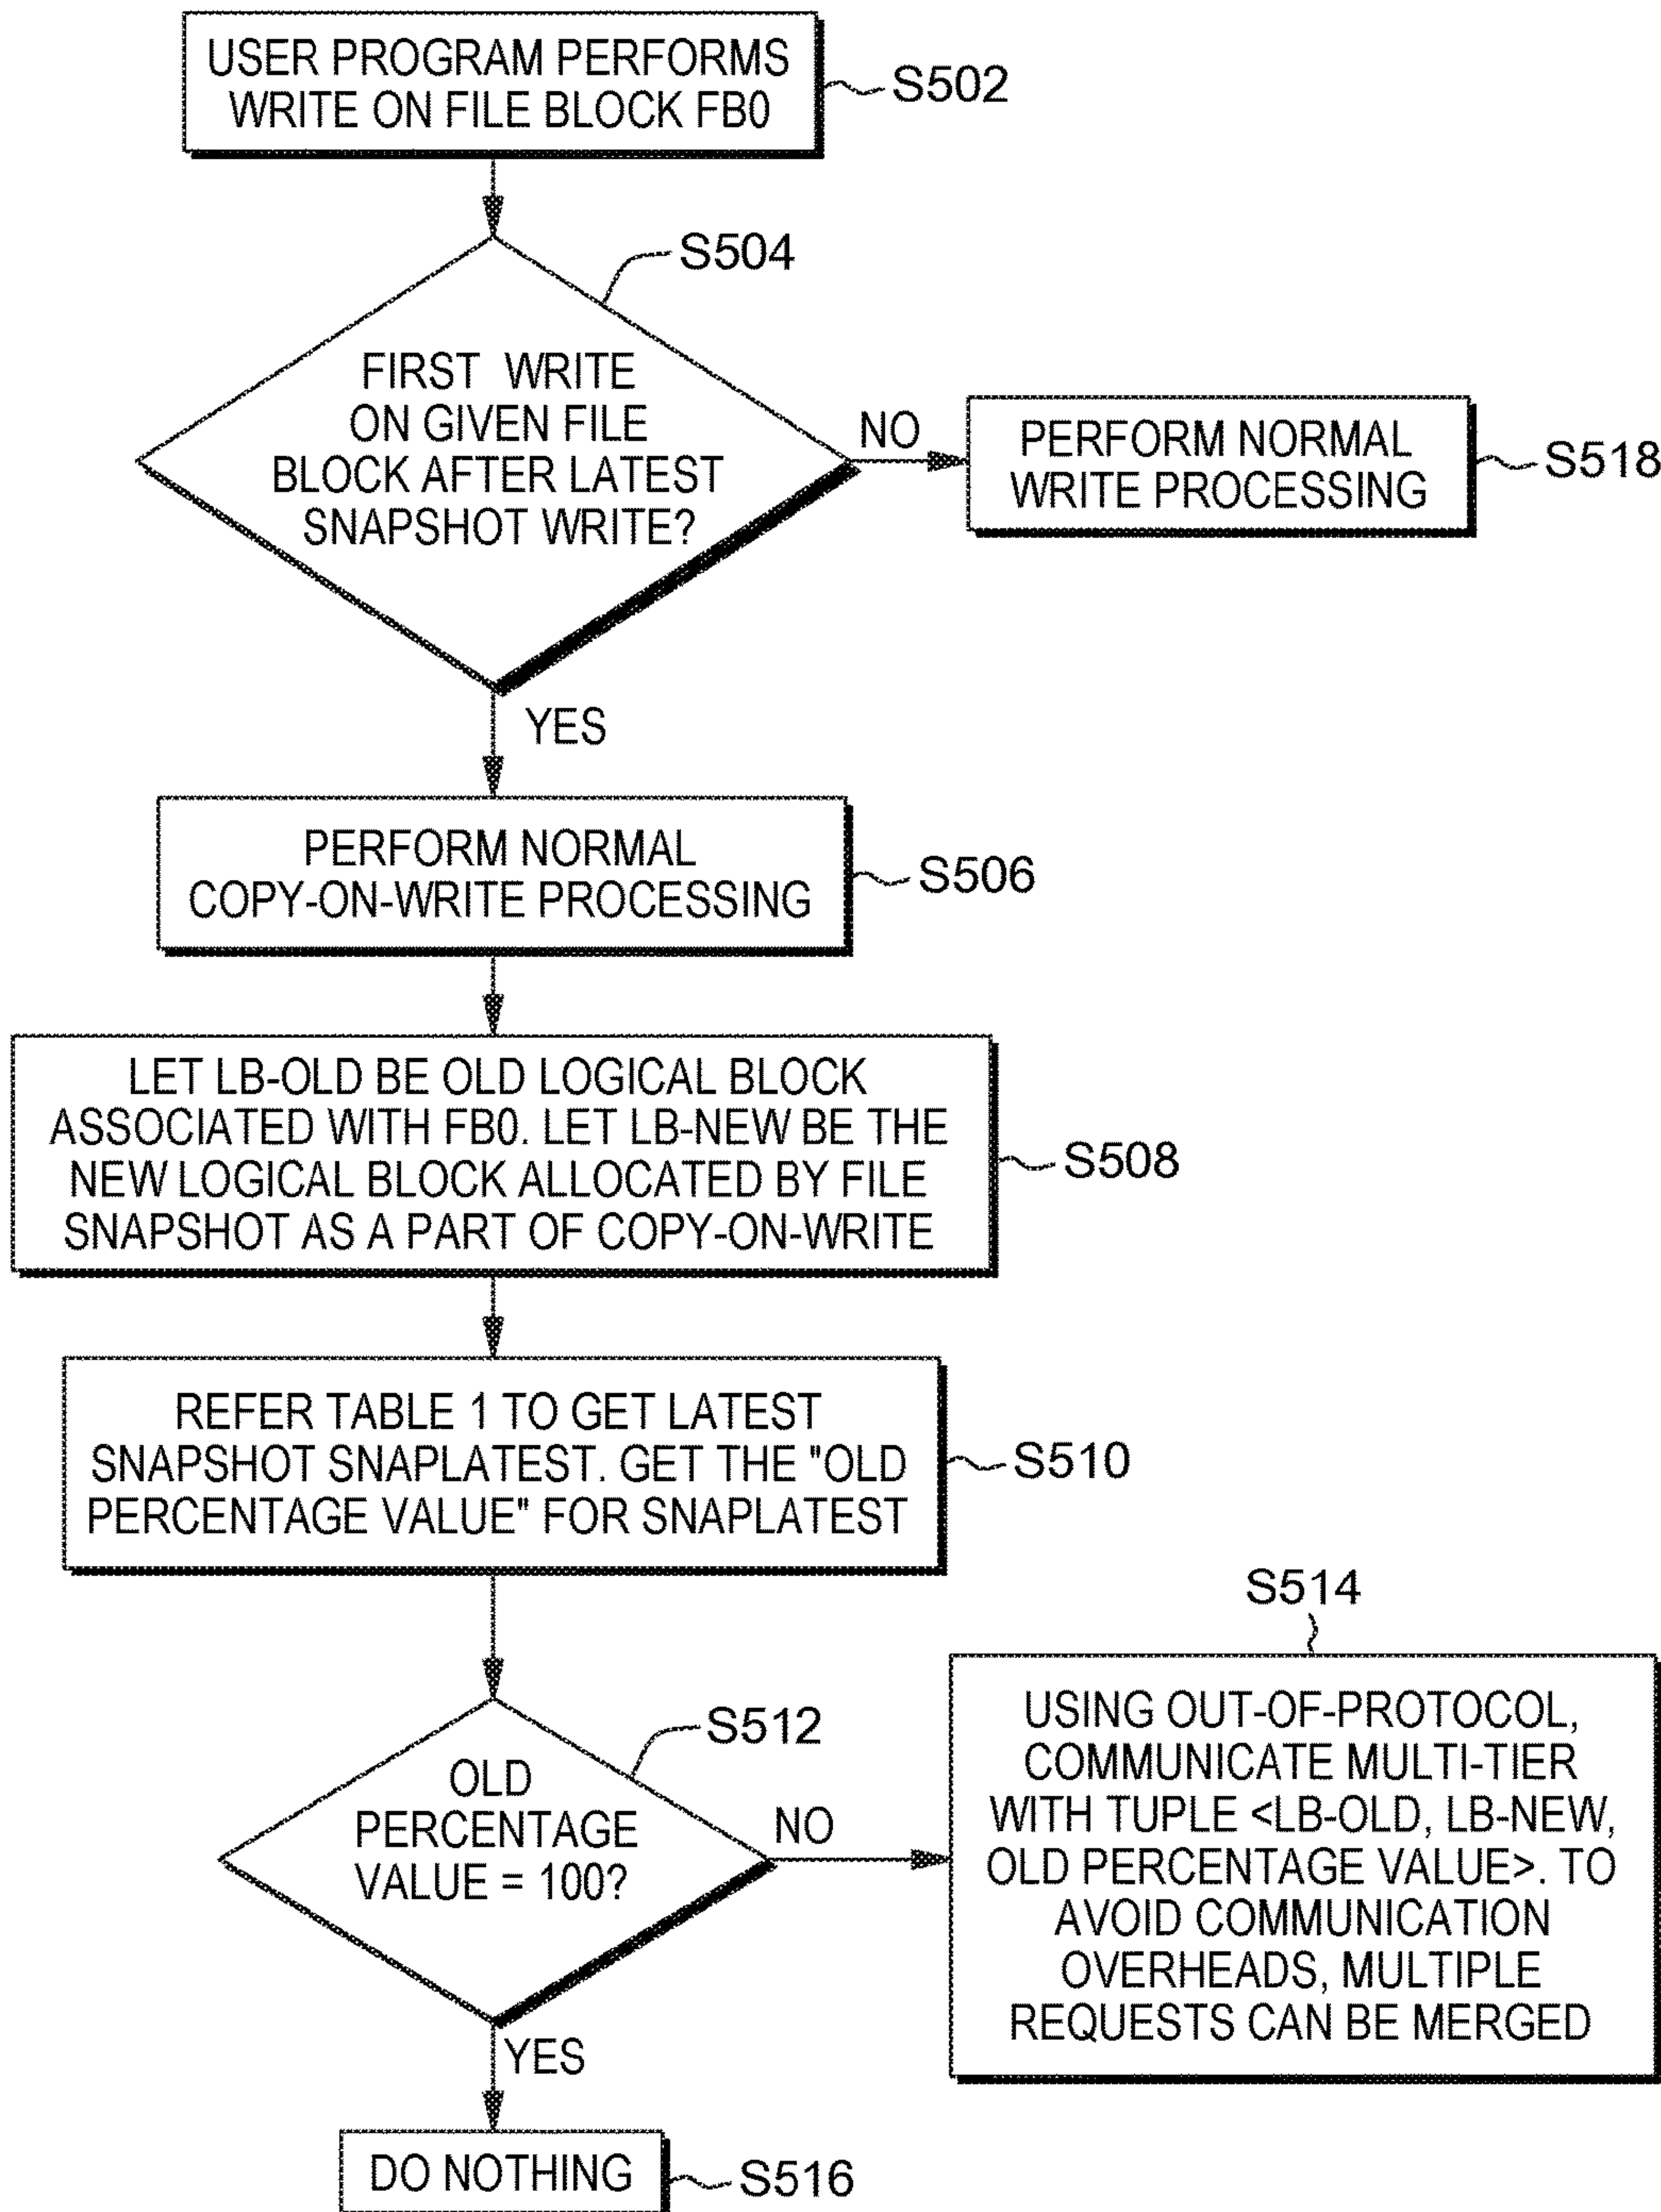 USER PROGRAM PERFORMS
WRITE ON FILE BLOCK FB0
S502
S504
FIRST WRITE
ON GIVEN FILE
BLOCK AFTER LATEST
SNAPSHOT WRITE?
NO
PERFORM NORMAL
WRITE PROCESSING
S518
YES
PERFORM NORMAL
COPY-ON-WRITE PROCESSING
S506
LET LB-OLD BE OLD LOGICAL BLOCK
ASSOCIATED WITH FB0. LET LB-NEW BE THE
NEW LOGICAL BLOCK ALLOCATED BY FILE
SNAPSHOT AS A PART OF COPY-ON-WRITE
S508
REFER TABLE 1 TO GET LATEST
SNAPSHOT SNAPLATEST. GET THE "OLD
PERCENTAGE VALUE" FOR SNAPLATEST
S510
S512
OLD
PERCENTAGE
VALUE = 100?
NO
S514
USING OUT-OF-PROTOCOL,
COMMUNICATE MULTI-TIER
WITH TUPLE <LB-OLD, LB-NEW,
OLD PERCENTAGE VALUE>. TO
AVOID COMMUNICATION
OVERHEADS, MULTIPLE
REQUESTS CAN BE MERGED
YES
DO NOTHING
S516